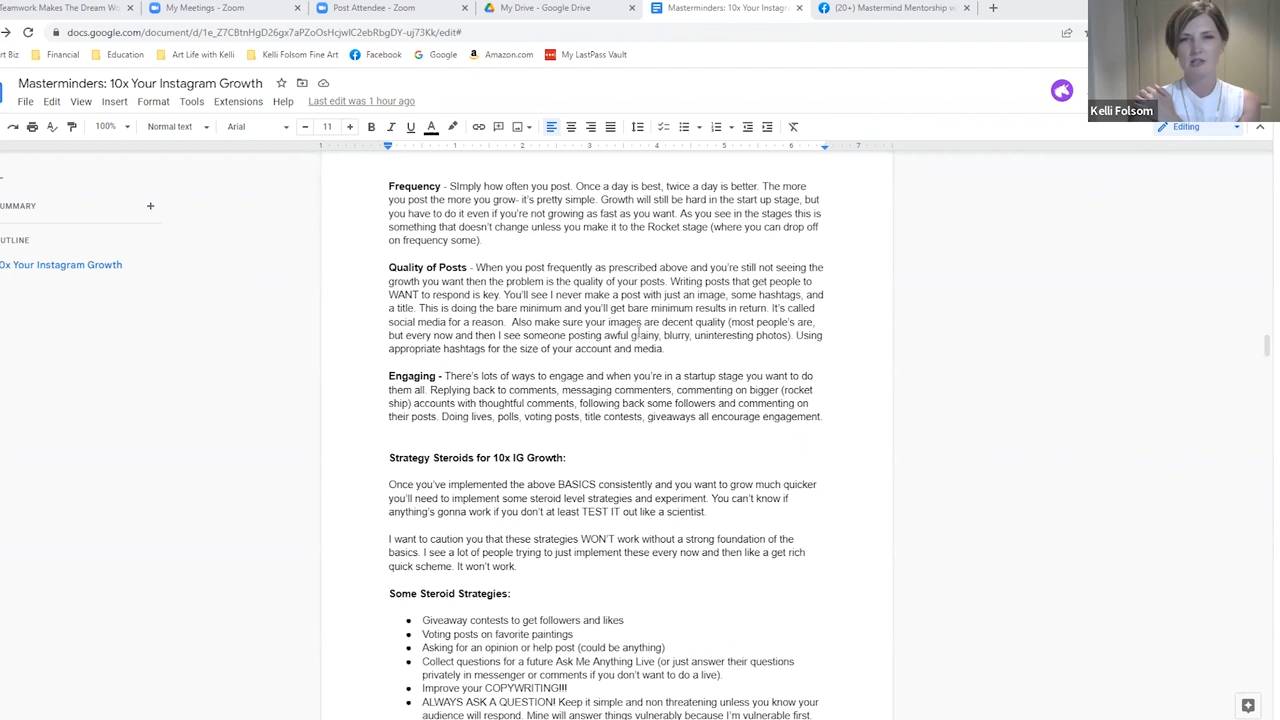 Teamwork Makes The Dream Wo
My Meetings - Zoom
Post Attendee - Zoom
My Drive - Google Drive
Masterminders: 10x Your Instagram
(20+) Mastermind Mentorship w
docs.google.com/document/d/1e_Z7CBtnHgD26gx7aPZoOsHcjwlC2ebRbgDY-uj73Kk/edit#
rt Biz
Financial
Education
Art Life with Kelli
Kelli Folsom Fine Art
Facebook
Google
Amazon.com
My LastPass Vault
Masterminders: 10x Your Instagram Growth
File Edit View Insert Format Tools Extensions Help Last edit was 1 hour ago
Kelli Folsom
100% Normal text Arial 11 B I U A
Editing
1 1 2 3 4 5 6 7
Frequency - SImply how often you post. Once a day is best, twice a day is better. The more
you post the more you grow- it's pretty simple. Growth will still be hard in the start up stage, but
you have to do it even if you're not growing as fast as you want. As you see in the stages this is
something that doesn't change unless you make it to the Rocket stage (where you can drop off
on frequency some).
UMMARY
OUTLINE
0x Your Instagram Growth
Quality of Posts - When you post frequently as prescribed above and you're still not seeing the
growth you want then the problem is the quality of your posts. Writing posts that get people to
WANT to respond is key. You'll see I never make a post with just an image, some hashtags, and
a title. This is doing the bare minimum and you'll get bare minimum results in return. It's called
social media for a reason. Also make sure your images are decent quality (most people's are,
but every now and then I see someone posting awful grainy, blurry, uninteresting photos). Using
appropriate hashtags for the size of your account and media.
Engaging - There's lots of ways to engage and when you're in a startup stage you want to do
them all. Replying back to comments, messaging commenters, commenting on bigger (rocket
ship) accounts with thoughtful comments, following back some followers and commenting on
their posts. Doing lives, polls, voting posts, title contests, giveaways all encourage engagement.
Strategy Steroids for 10x IG Growth:
Once you've implemented the above BASICS consistently and you want to grow much quicker
you'll need to implement some steroid level strategies and experiment. You can't know if
anything's gonna work if you don't at least TEST IT out like a scientist.
I want to caution you that these strategies WON'T work without a strong foundation of the
basics. I see a lot of people trying to just implement these every now and then like a get rich
quick scheme. It won't work.
Some Steroid Strategies:
● Giveaway contests to get followers and likes
● Voting posts on favorite paintings
● Asking for an opinion or help post (could be anything)
● Collect questions for a future Ask Me Anything Live (or just answer their questions
privately in messenger or comments if you don't want to do a live).
● Improve your COPYWRITING!!!
● ALWAYS ASK A QUESTION! Keep it simple and non threatening unless you know your
audience will respond. Mine will answer things vulnerably because I'm vulnerable first.